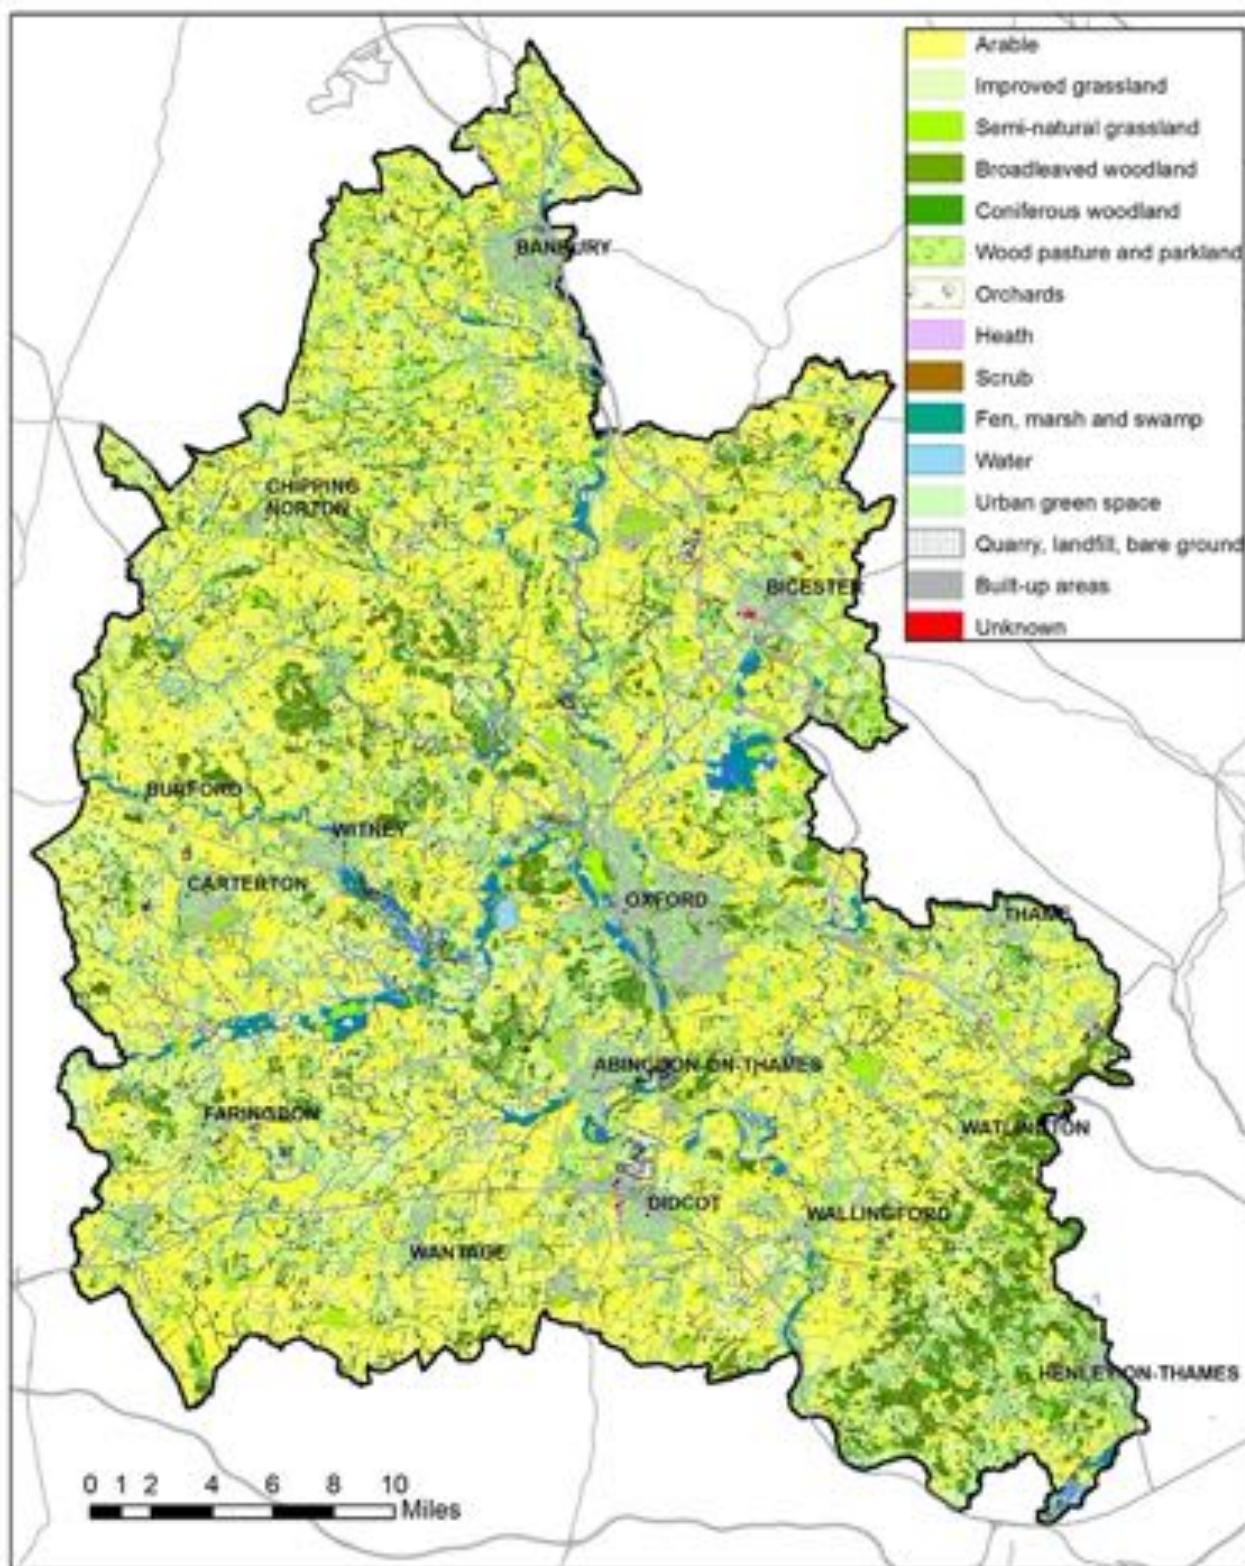 Arable
Improved grassland
Semi-natural grassland
Broadleaved woodland
Coniferous woodland
Wood pasture and parkland
Orchards
Heath
Scrub
Fen, marsh and swamp
Water
Urban green space
Quarry, landfill, bare ground
Built-up areas
Unknown
BANBURY
CHIPPING
NORTON
BICESTER
BURFORD
WITNEY
CARTERTON
OXFORD
THAME
ABINGDON-ON-THAMES
FARINGDON
WATLINGTON
DIDCOT
WALLINGFORD
WANTAGE
HENLEY-ON-THAMES
0 1 2 4 6 8 10
Miles